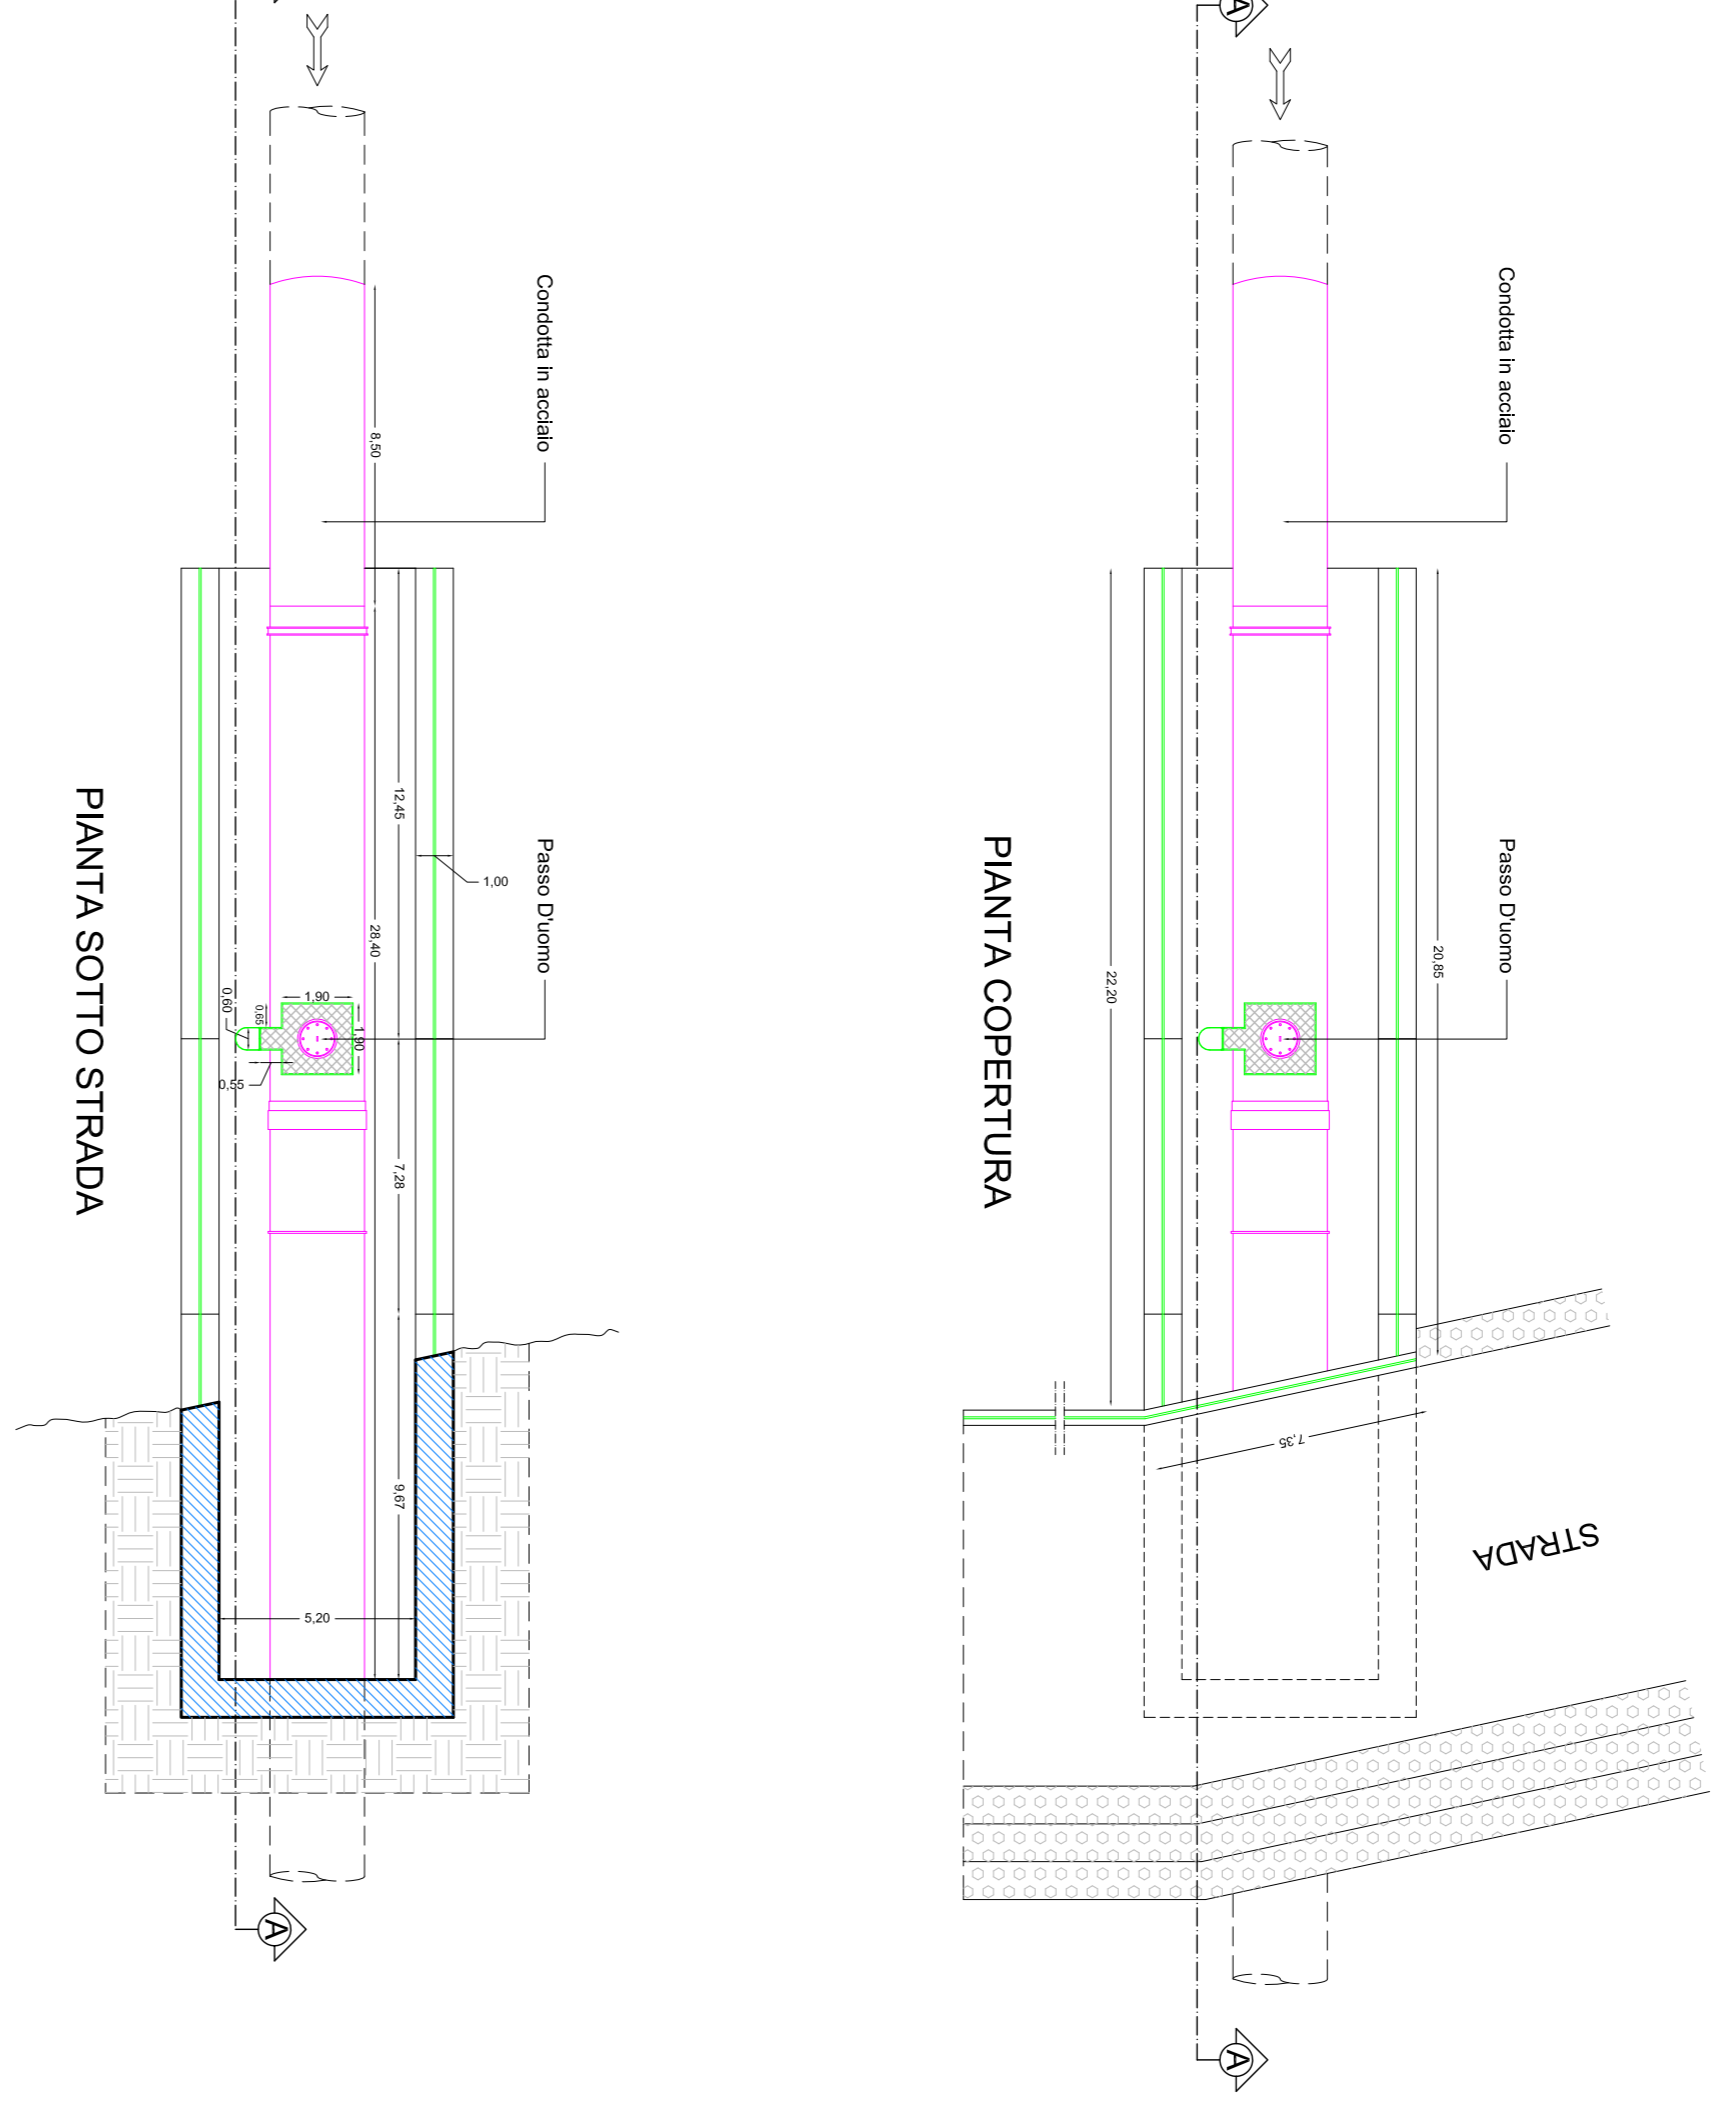 PIANTA COPERTURA
Condotta in acciaio
Passo D'uomo
20,85
22,20
7,35
STRADA
A
A
PIANTA SOTTO STRADA
Condotta in acciaio
Passo D'uomo
8,50
12,45
1,00
28,40
1,90
1,90
0,65
0,60
0,55
7,28
9,67
5,20
A